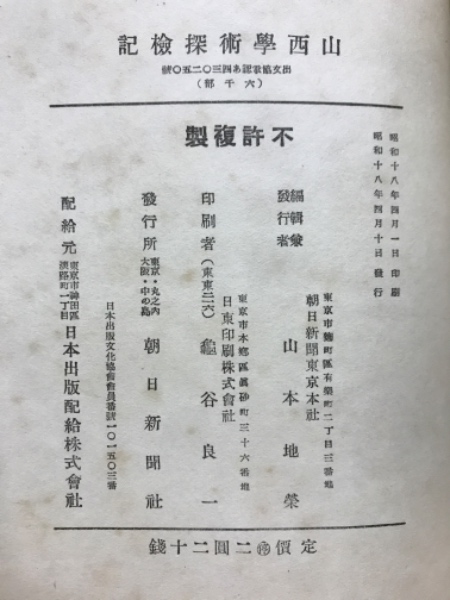 山西學術探檢記
出文協承認あ四三〇二五〇號
(六千部)
不許複製
昭和十八年四月一日印刷
昭和十八年四月十日發行
東京市麴町區有樂町二丁目三番地
朝日新聞東京本社
編輯兼
發行者
山本地榮
東京市本鄕區眞砂町三十六番地
日東印刷株式會社
印刷者(東東二六)龜谷良一
發行所
東京・丸之內
大阪・中の島
朝日新聞社
日本出版文化協會會員番號一〇一五〇三番
配給元
東京市神田區
淡路町二丁目
日本出版配給株式會社
定價㊕二圓二十錢